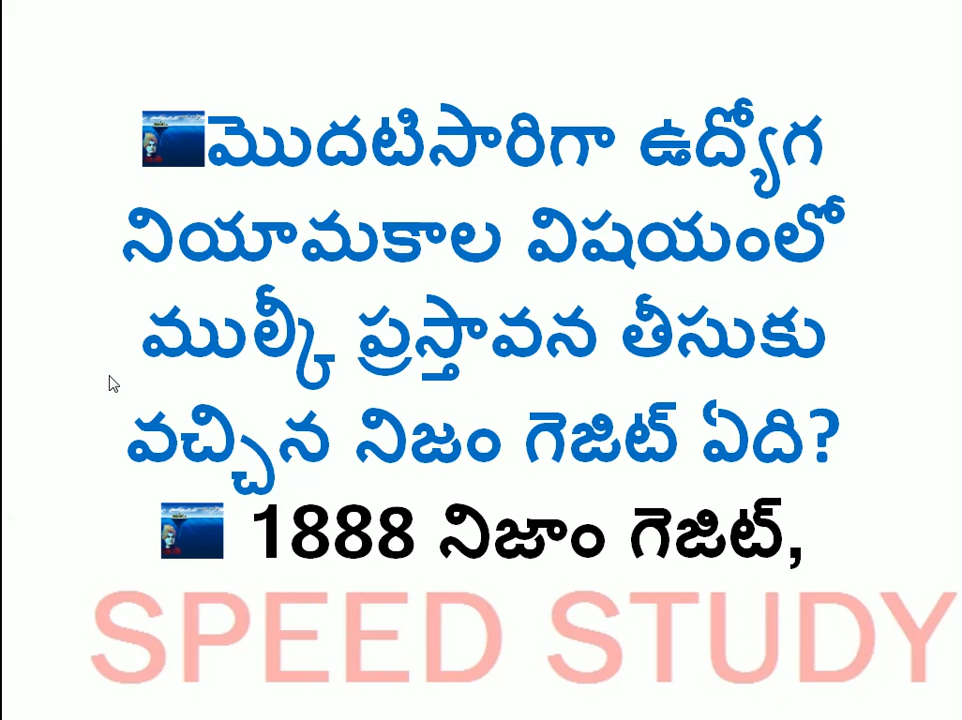 మొదటిసారిగా ఉద్యోగ
నియామకాల విషయంలో
ముల్కీ ప్రస్తావన తీసుకు
వచ్చిన నిజం గెజిట్ ఏది?
1888 నిజాం గెజిట్,
SPEED STUDY